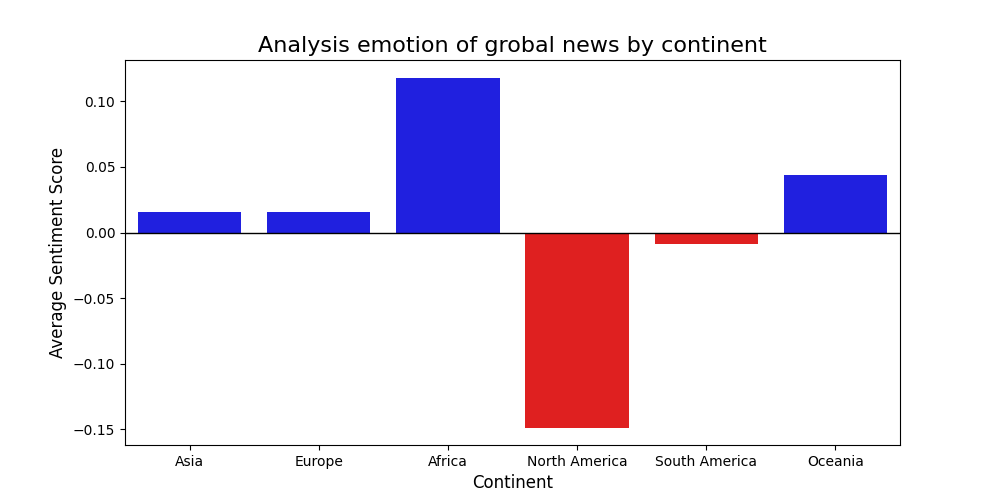 Analysis emotion of grobal news by continent
Average Sentiment Score
0.10
0.05
0.00
−0.05
−0.10
−0.15
Asia Europe Africa North America South America Oceania
Continent